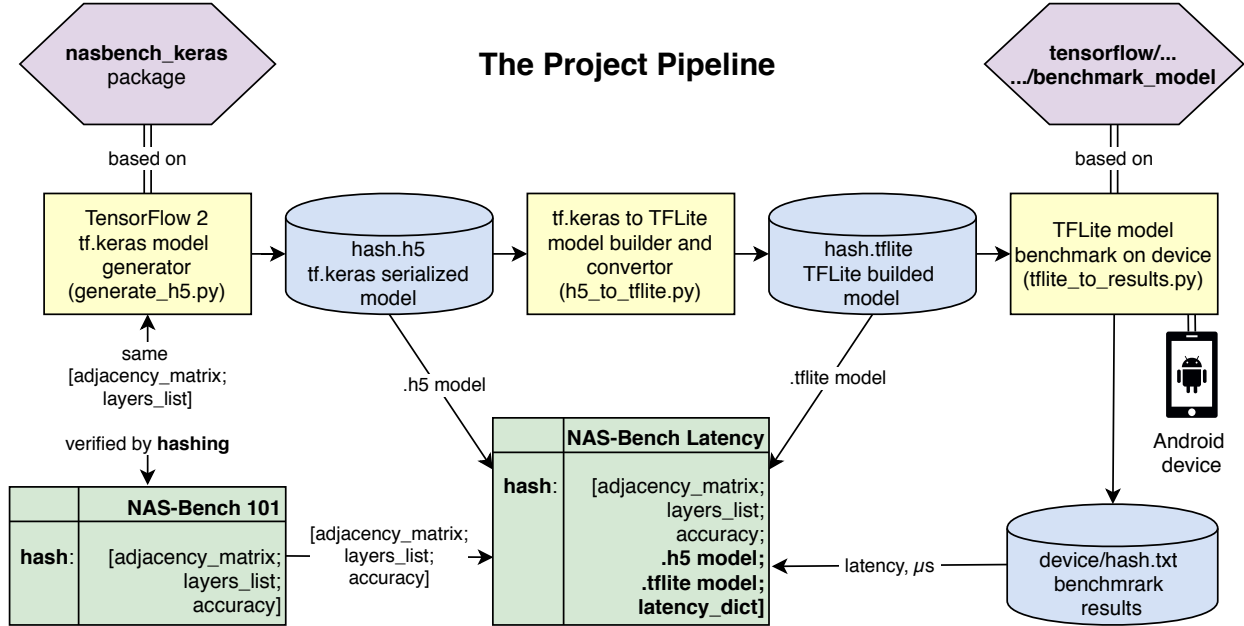 The Project Pipeline
nasbench_keras
package
tensorflow/...
.../benchmark_model
based on
based on
TensorFlow 2
tf.keras model
generator
(generate_h5.py)
hash.h5
tf.keras serialized
model
tf.keras to TFLite
model builder and
convertor
(h5_to_tflite.py)
hash.tflite
TFLite builded
model
TFLite model
benchmark on device
(tflite_to_results.py)
same
[adjacency_matrix;
layers_list]
verified by hashing
.h5 model
.tflite model
Android
device
NAS-Bench 101
hash:
[adjacency_matrix;
layers_list;
accuracy]
[adjacency_matrix;
layers_list;
accuracy]
NAS-Bench Latency
hash:
[adjacency_matrix;
layers_list;
accuracy;
.h5 model;
.tflite model;
latency_dict]
latency, µs
device/hash.txt
benchmrark
results